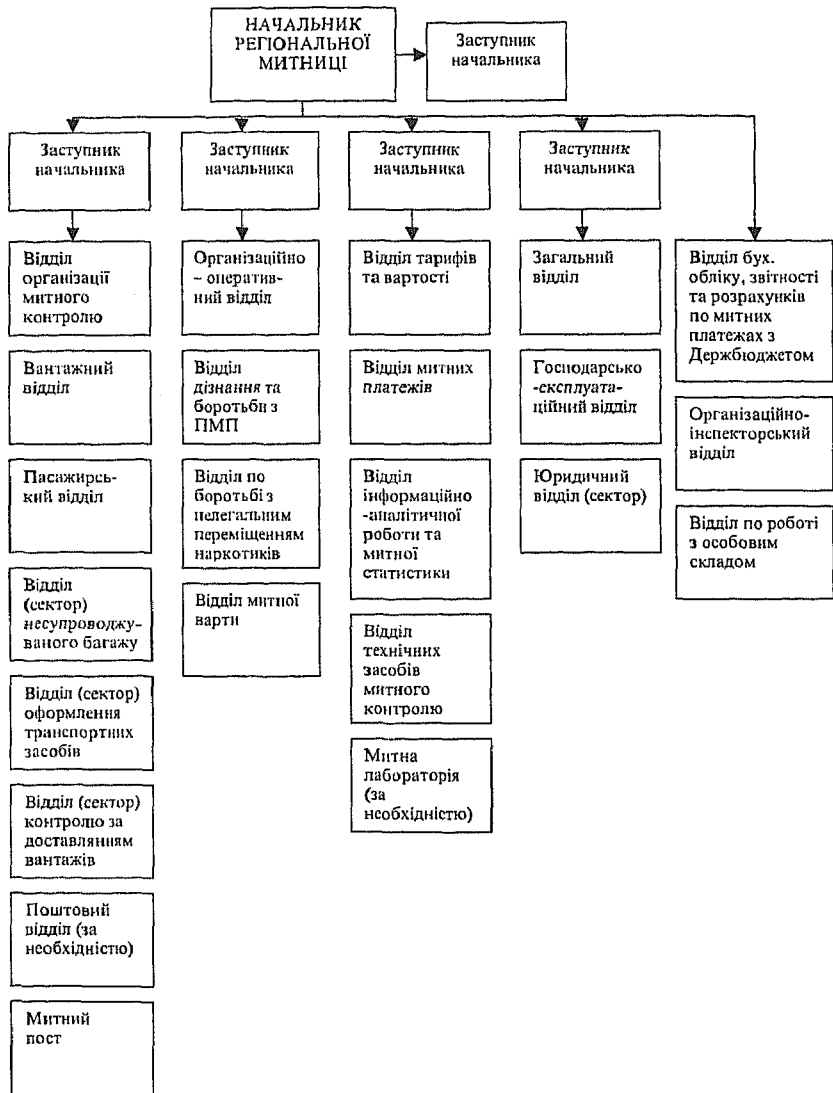 НАЧАЛЬНИК
РЕГІОНАЛЬНОЇ
МИТНИЦІ
Заступник
начальника
Заступник
начальника
Заступник
начальника
Заступник
начальника
Заступник
начальника
Відділ
організації
митного
контролю
Вантажний
відділ
Пасажирсь-
кий відділ
Відділ
(сектор)
несупроводжу-
ваного багажу
Відділ (сектор)
оформлення
транспортних
засобів
Відділ (сектор)
контролю за
доставлянням
вантажів
Поштовий
відділ (за
необхідністю)
Митний
пост
Організаційно
– оператив-
ний відділ
Відділ
дізнання та
боротьби з
ПМП
Відділ по
боротьбі з
нелегальним
переміщенням
наркотиків
Відділ митної
варти
Відділ тарифів
та вартості
Відділ митних
платежів
Відділ
інформаційно
-аналітичної
роботи та
митної
статистики
Відділ
технічних
засобів
митного
контролю
Митна
лабораторія
(за
необхідністю)
Загальний
відділ
Господарсько
-експлуата-
ційний відділ
Юридичний
відділ (сектор)
Відділ бух.
обліку, звітності
та розрахунків
по митних
платежах з
Держбюджетом
Організаційно-
інспекторський
відділ
Відділ по роботі
з особовим
складом